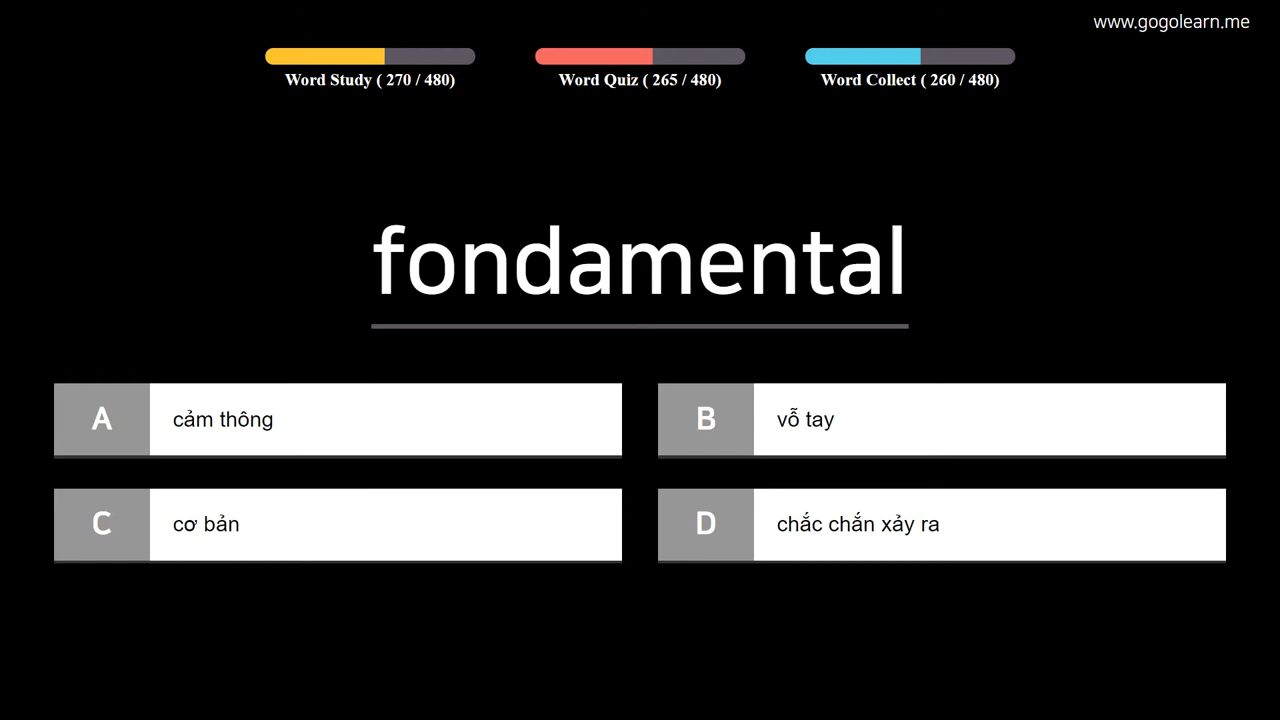 www.gogolearn.me
Word Study ( 270 / 480)
Word Quiz ( 265 / 480)
Word Collect ( 260 / 480)
fondamental
A cảm thông
B vỗ tay
C cơ bản
D chắc chắn xảy ra